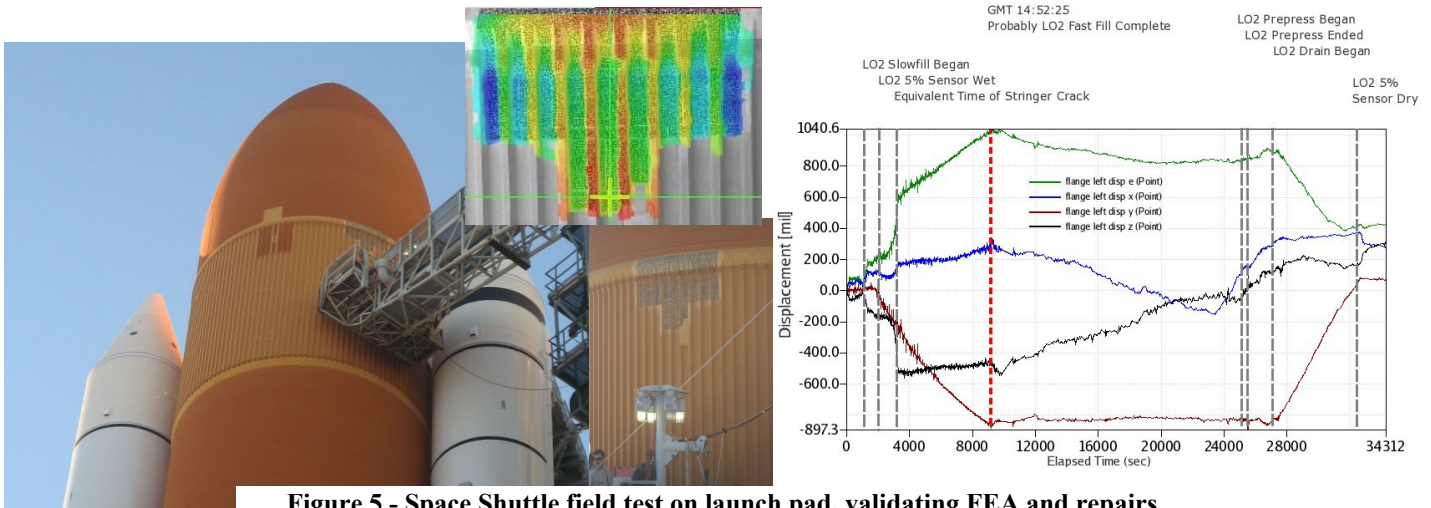 GMT 14:52:25
Probably LO2 Fast Fill Complete
LO2 Prepress Began
LO2 Prepress Ended
LO2 Drain Began
LO2 Slowfill Began
LO2 5% Sensor Wet
Equivalent Time of Stringer Crack
LO2 5%
Sensor Dry
1040.6
800.0
600.0
400.0
200.0
0.0
-200.0
-400.0
-600.0
-897.3
Displacement [mil]
flange left disp e (Point)
flange left disp x (Point)
flange left disp y (Point)
flange left disp z (Point)
0 4000 8000 12000 16000 20000 24000 28000 34312
Elapsed Time (sec)
Figure 5 - Space Shuttle field test on launch pad, validating FEA and repairs